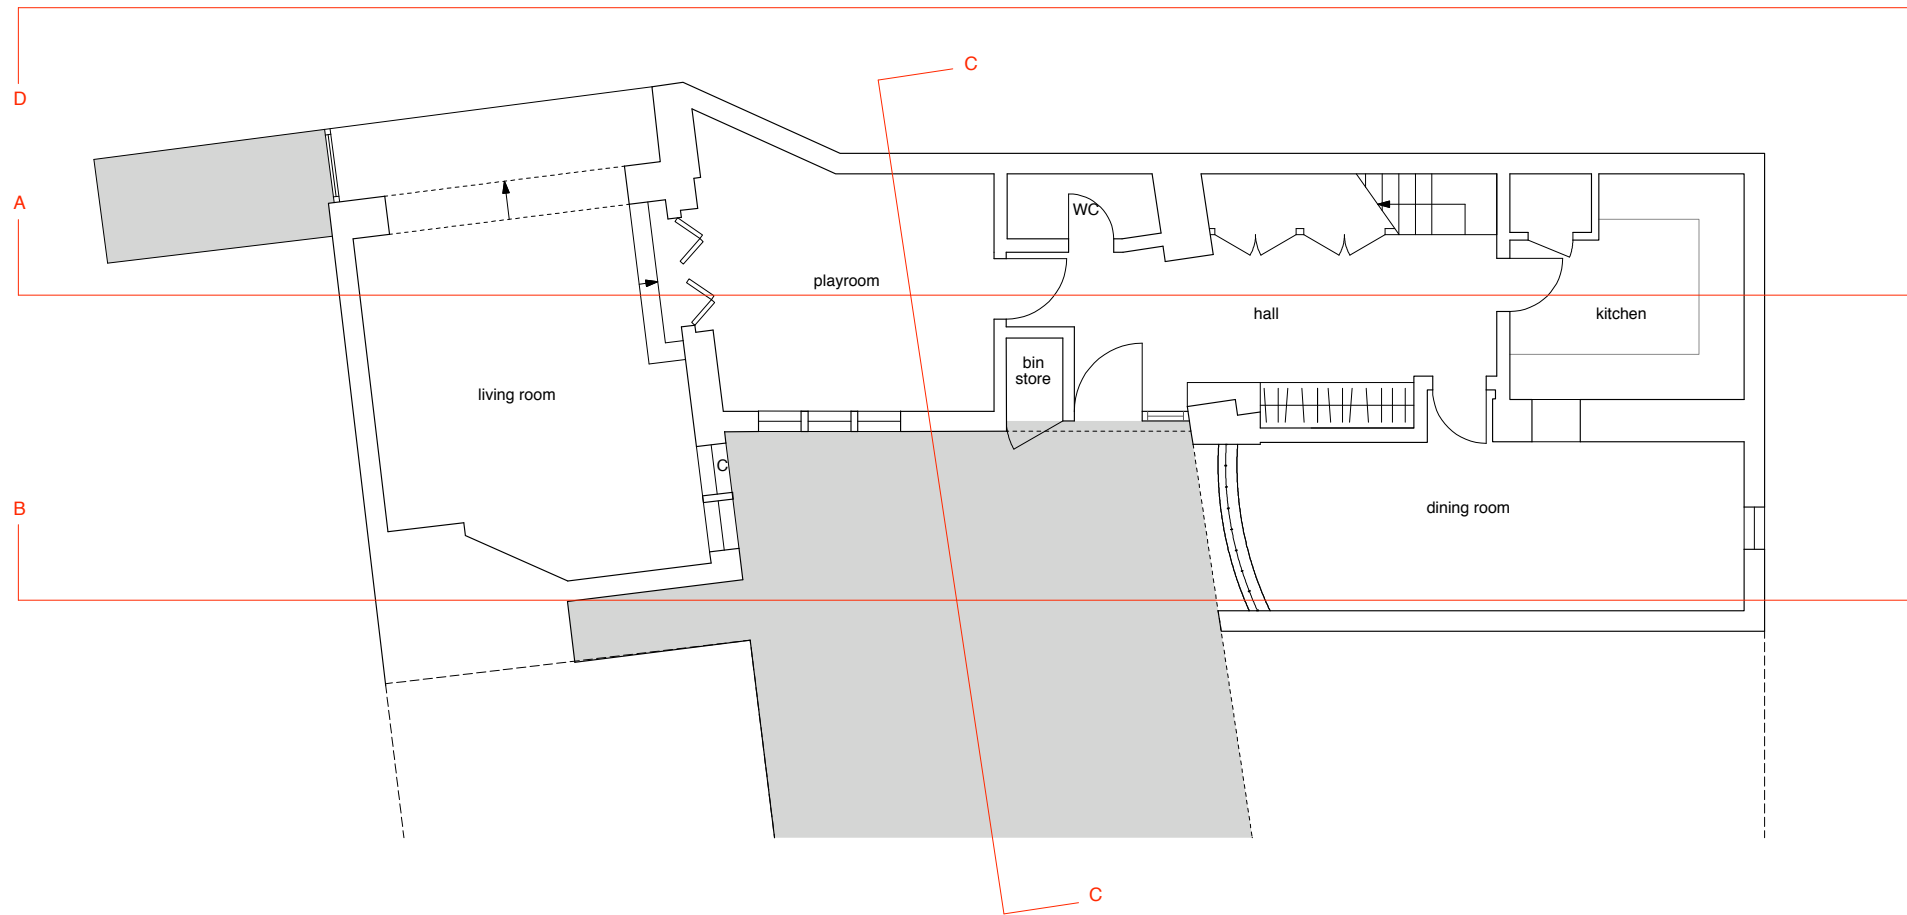 C
D
A
WC
playroom
hall
kitchen
bin
store
living room
C
B
dining room
C